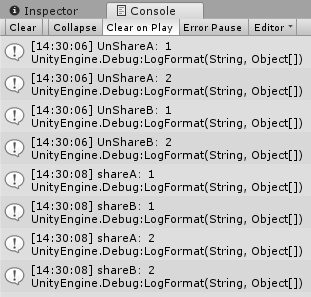 Inspector Console
Clear Collapse Clear on Play Error Pause Editor
[14:30:06] UnShareA: 1
UnityEngine.Debug:LogFormat(String, Object[])
[14:30:06] UnShareA: 2
UnityEngine.Debug:LogFormat(String, Object[])
[14:30:06] UnShareB: 1
UnityEngine.Debug:LogFormat(String, Object[])
[14:30:06] UnShareB: 2
UnityEngine.Debug:LogFormat(String, Object[])
[14:30:08] shareA: 1
UnityEngine.Debug:LogFormat(String, Object[])
[14:30:08] shareB: 1
UnityEngine.Debug:LogFormat(String, Object[])
[14:30:08] shareA: 2
UnityEngine.Debug:LogFormat(String, Object[])
[14:30:08] shareB: 2
UnityEngine.Debug:LogFormat(String, Object[])